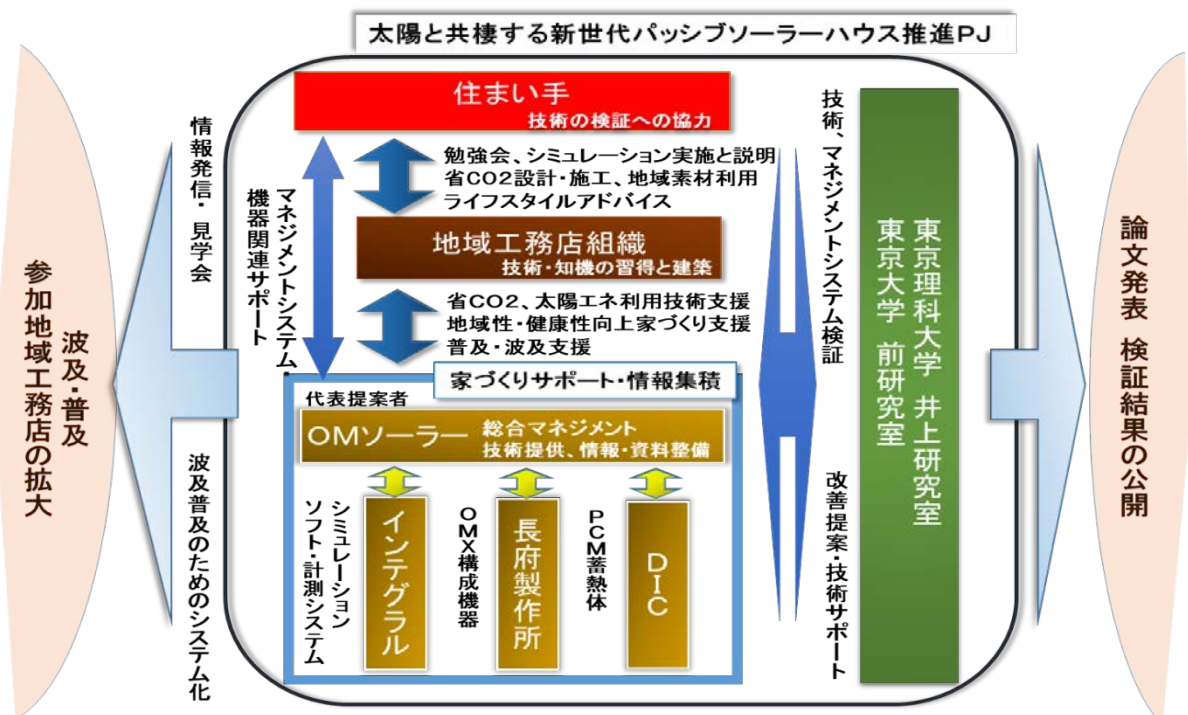 太陽と共棲する新世代パッシブソーラーハウス推進PJ
住まい手
技術の検証への協力
勉強会、シミュレーション実施と説明
省CO2設計・施工、地域素材利用
ライフスタイルアドバイス
マネジメントシステム・
機器関連サポート
地域工務店組織
技術・知機の習得と建築
省CO2、太陽エネ利用技術支援
地域性・健康性向上家づくり支援
普及・波及支援
家づくりサポート・情報集積
代表提案者
OMソーラー
総合マネジメント
技術提供、情報・資料整備
シミュレーション
ソフト・計測システム
インテグラル
OMX構成機器
長府製作所
PCM蓄熱体
DIC
技術、マネジメントシステム検証
改善提案・技術サポート
東京理科大学 井上研究室
東京大学 前研究室
情報発信・見学会
波及普及のためのシステム化
波及・普及
参加地域工務店の拡大
論文発表 検証結果の公開